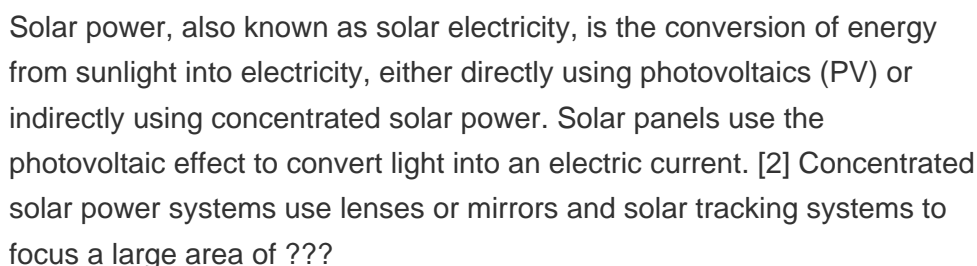 Solar power, also known as solar electricity, is the conversion of energy
from sunlight into electricity, either directly using photovoltaics (PV) or
indirectly using concentrated solar power. Solar panels use the
photovoltaic effect to convert light into an electric current. [2] Concentrated
solar power systems use lenses or mirrors and solar tracking systems to
focus a large area of ???